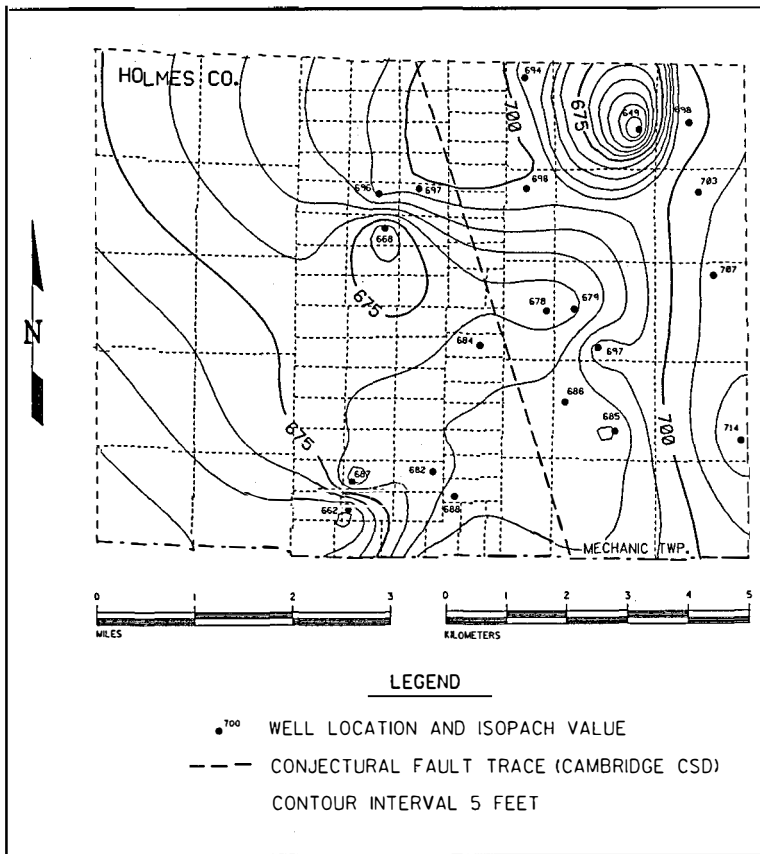 HOLMES CO.
694
700
675
649
698
696
697
698
703
668
675
707
678
679
684
697
686
685
700
714
675
687
682
662
688
MECHANIC TWP.
N
0 1 2 3
MILES
0 1 2 3 4 5
KILOMETERS
LEGEND
700 WELL LOCATION AND ISOPACH VALUE
CONJECTURAL FAULT TRACE (CAMBRIDGE CSD)
CONTOUR INTERVAL 5 FEET